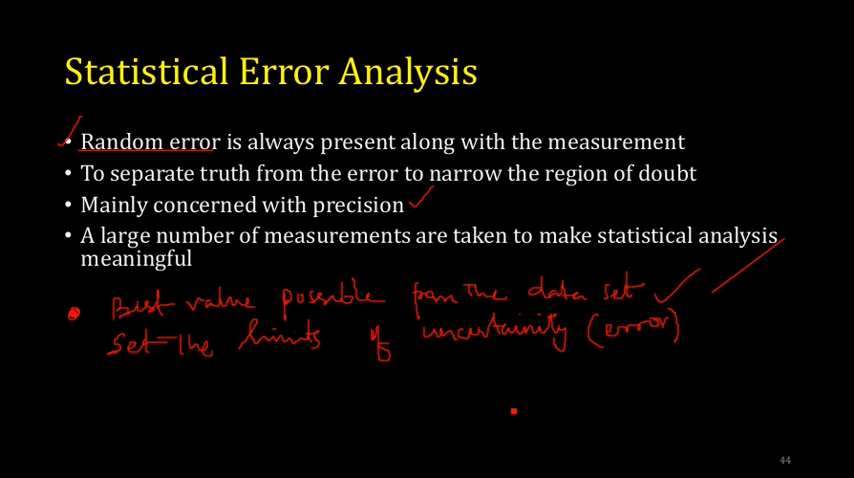 Statistical Error Analysis
• Random error is always present along with the measurement
• To separate truth from the error to narrow the region of doubt
• Mainly concerned with precision
• A large number of measurements are taken to make statistical analysis
meaningful
• Best value possible from the data set
Set the limits of uncertainity (error)
44